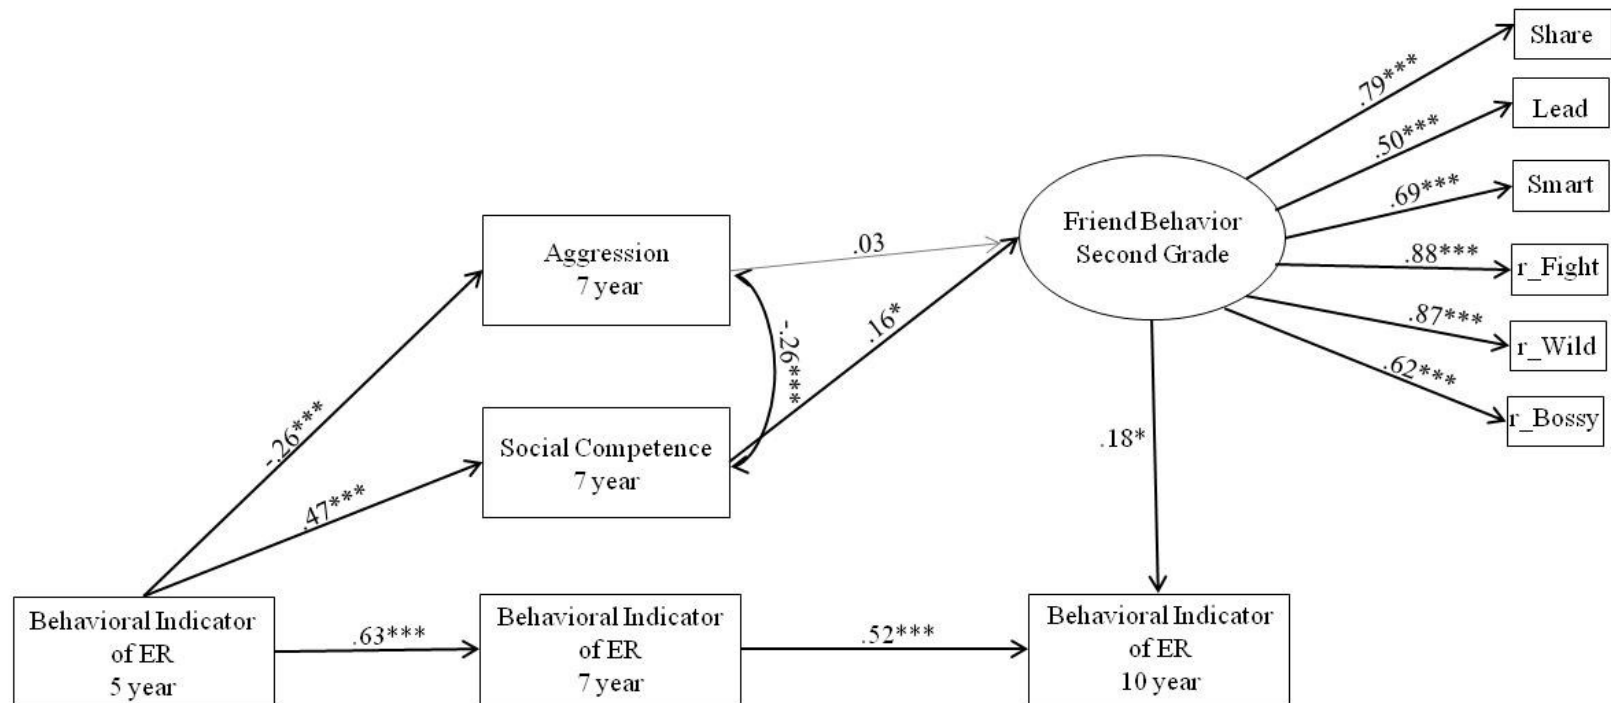 Share
.79***
Lead
.50***
Smart
.69***
Friend Behavior
Second Grade
r_Fight
.88***
r_Wild
.87***
r_Bossy
.62***
Aggression
7 year
.03
.16*
-.26***
Social Competence
7 year
-.26***
.47***
.18*
Behavioral Indicator
of ER
5 year
.63***
Behavioral Indicator
of ER
7 year
.52***
Behavioral Indicator
of ER
10 year